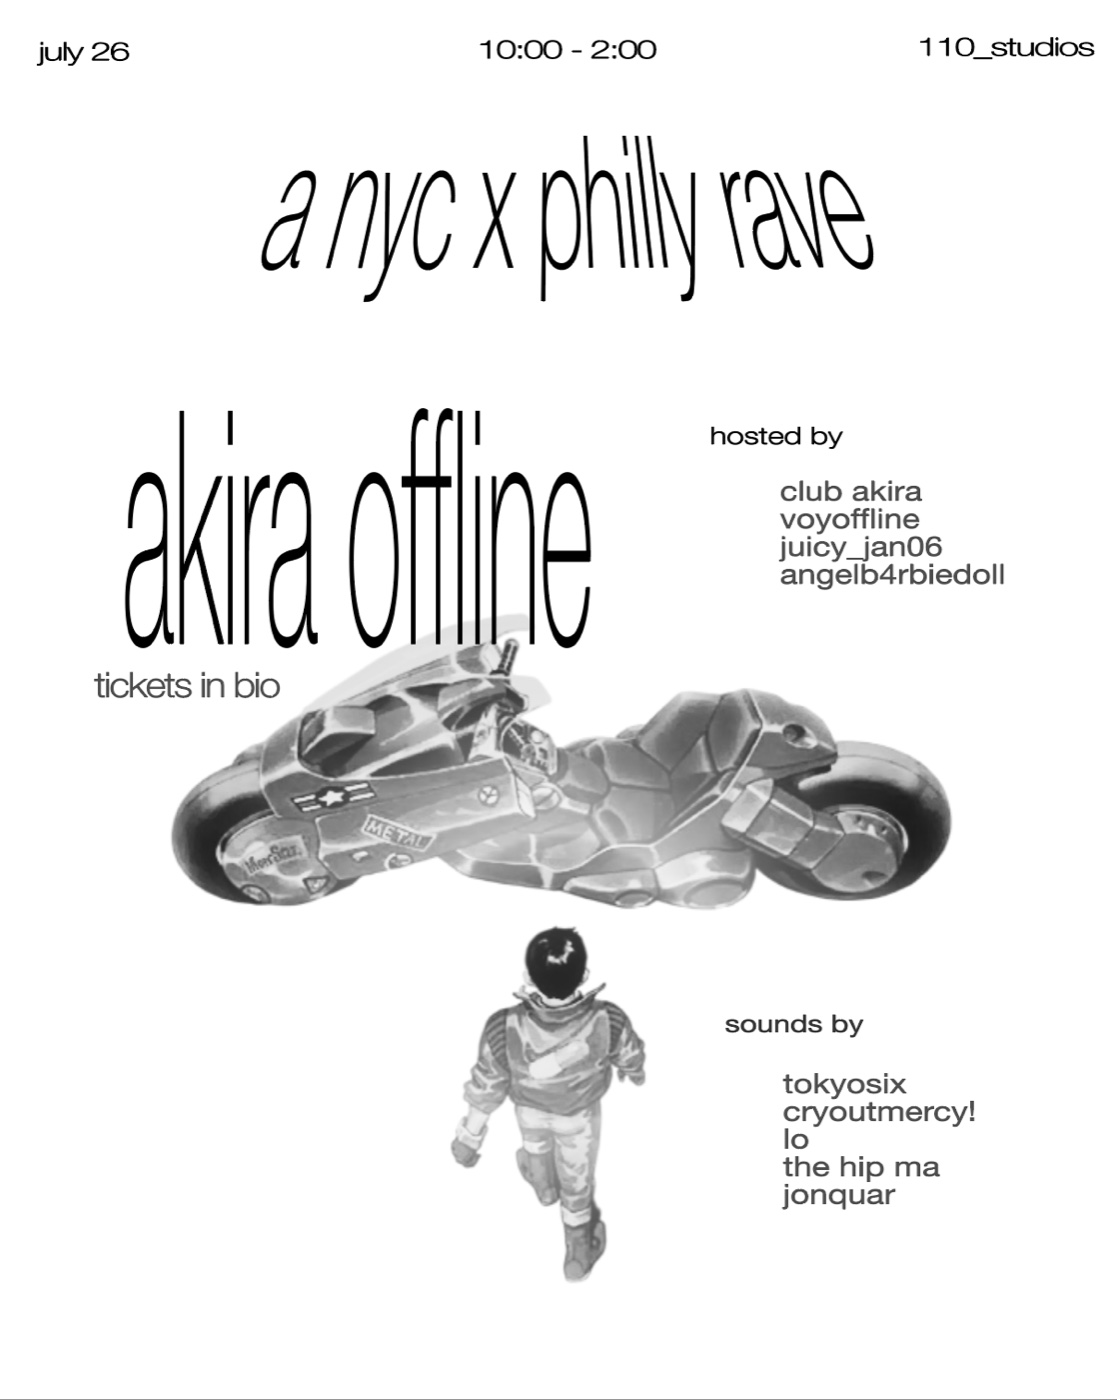 july 26
10:00 - 2:00
110_studios
a nyc x philly rave
akira offline
hosted by
club akira
voyoffline
juicy_jan06
angelb4rbiedoll
tickets in bio
METAL
sounds by
tokyosix
cryoutmercy!
lo
the hip ma
jonquar